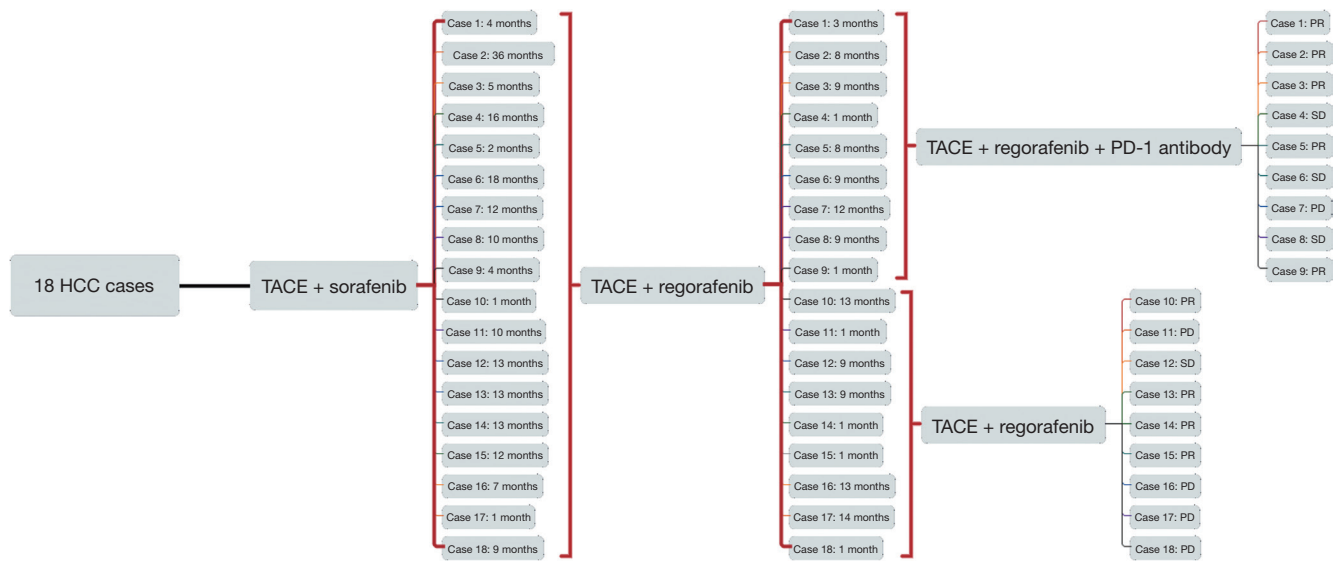 18 HCC cases
TACE + sorafenib
Case 1: 4 months
Case 2: 36 months
Case 3: 5 months
Case 4: 16 months
Case 5: 2 months
Case 6: 18 months
Case 7: 12 months
Case 8: 10 months
Case 9: 4 months
Case 10: 1 month
Case 11: 10 months
Case 12: 13 months
Case 13: 13 months
Case 14: 13 months
Case 15: 12 months
Case 16: 7 months
Case 17: 1 month
Case 18: 9 months
TACE + regorafenib
Case 1: 3 months
Case 2: 8 months
Case 3: 9 months
Case 4: 1 month
Case 5: 8 months
Case 6: 9 months
Case 7: 12 months
Case 8: 9 months
Case 9: 1 month
Case 10: 13 months
Case 11: 1 month
Case 12: 9 months
Case 13: 9 months
Case 14: 1 month
Case 15: 1 month
Case 16: 13 months
Case 17: 14 months
Case 18: 1 month
TACE + regorafenib + PD-1 antibody
Case 1: PR
Case 2: PR
Case 3: PR
Case 4: SD
Case 5: PR
Case 6: SD
Case 7: PD
Case 8: SD
Case 9: PR
TACE + regorafenib
Case 10: PR
Case 11: PD
Case 12: SD
Case 13: PR
Case 14: PR
Case 15: PR
Case 16: PD
Case 17: PD
Case 18: PD